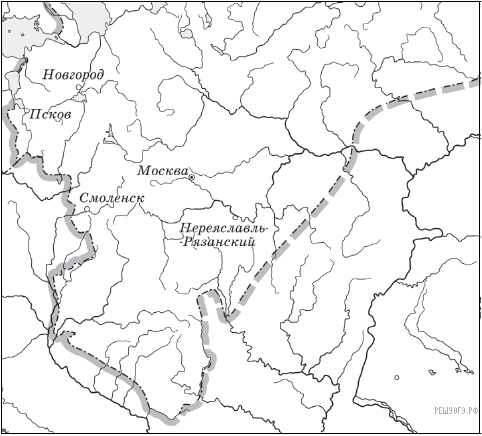 Новгород
Псков
Москва
Смоленск
Переяславль-
-Рязанский
РЕШУОГЭ.РФ